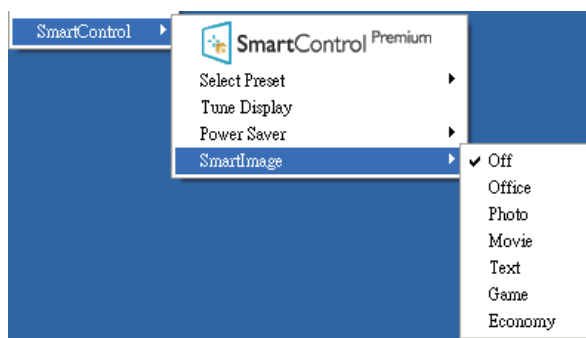 SmartControl
SmartControl Premium
Select Preset
Tune Display
Power Saver
SmartImage
Off
Office
Photo
Movie
Text
Game
Economy